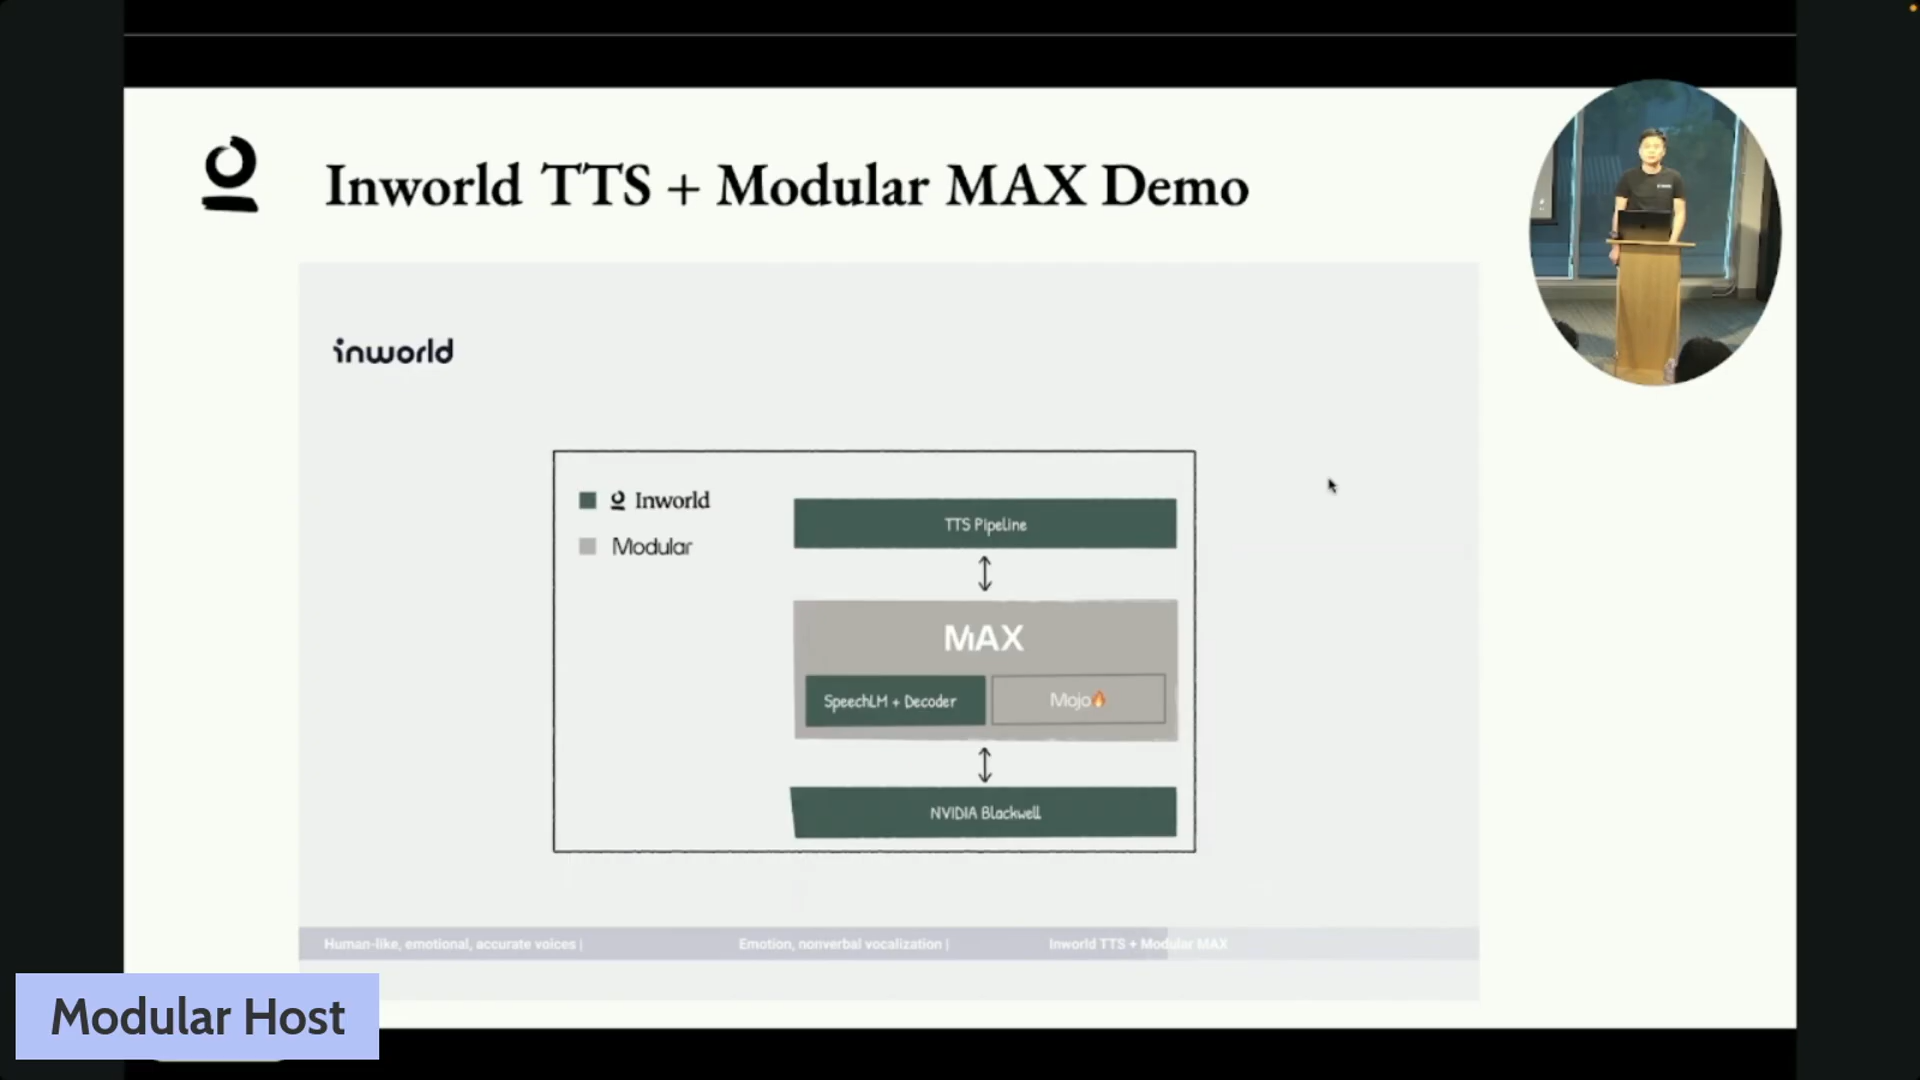 Inworld TTS + Modular MAX Demo
inworld
Inworld
Modular
TTS Pipeline
MAX
SpeechLM + Decoder
Mojo🔥
NVIDIA Blackwell
Human-like, emotional, accurate voices |
Emotion, nonverbal vocalization |
Inworld TTS + Modular MAX
Modular Host